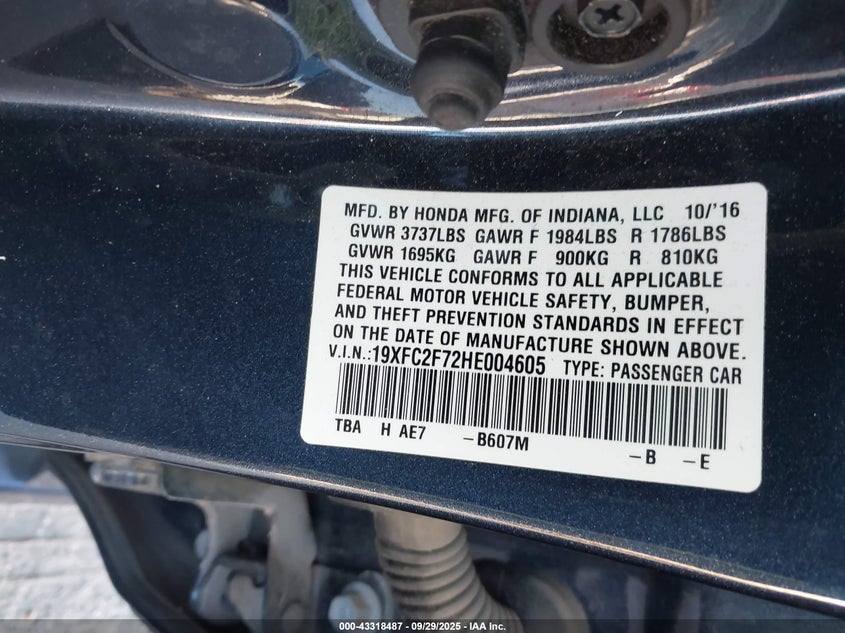 MFD. BY HONDA MFG. OF INDIANA, LLC 10/'16
GVWR 3737LBS GAWR F 1984LBS R 1786LBS
GVWR 1695KG GAWR F 900KG R 810KG
THIS VEHICLE CONFORMS TO ALL APPLICABLE
FEDERAL MOTOR VEHICLE SAFETY, BUMPER,
AND THEFT PREVENTION STANDARDS IN EFFECT
ON THE DATE OF MANUFACTURE SHOWN ABOVE.
V.I.N.:19XFC2F72HE004605 TYPE: PASSENGER CAR
TBA H AE7 -B607M -B -E
000-43318487 - 09/29/2025 - IAA Inc.